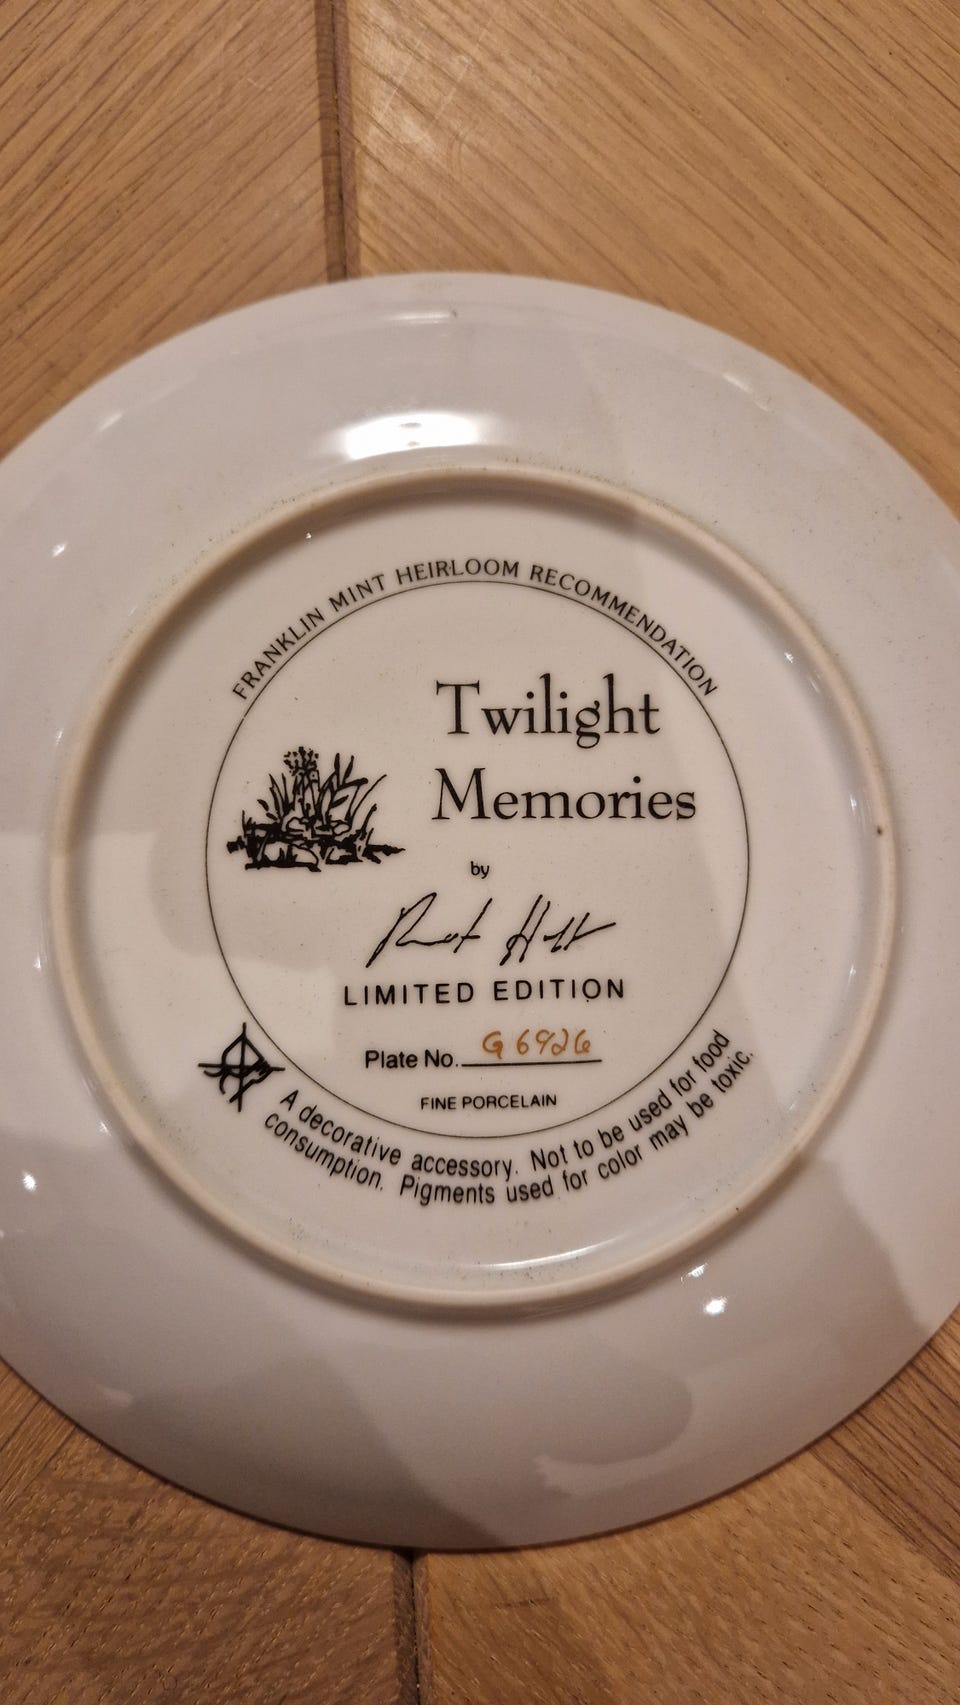 FRANKLIN MINT HEIRLOOM RECOMMENDATION
Twilight
Memories
by
LIMITED EDITION
Plate No. G6926
FINE PORCELAIN
A decorative accessory. Not to be used for food
consumption. Pigments used for color may be toxic.